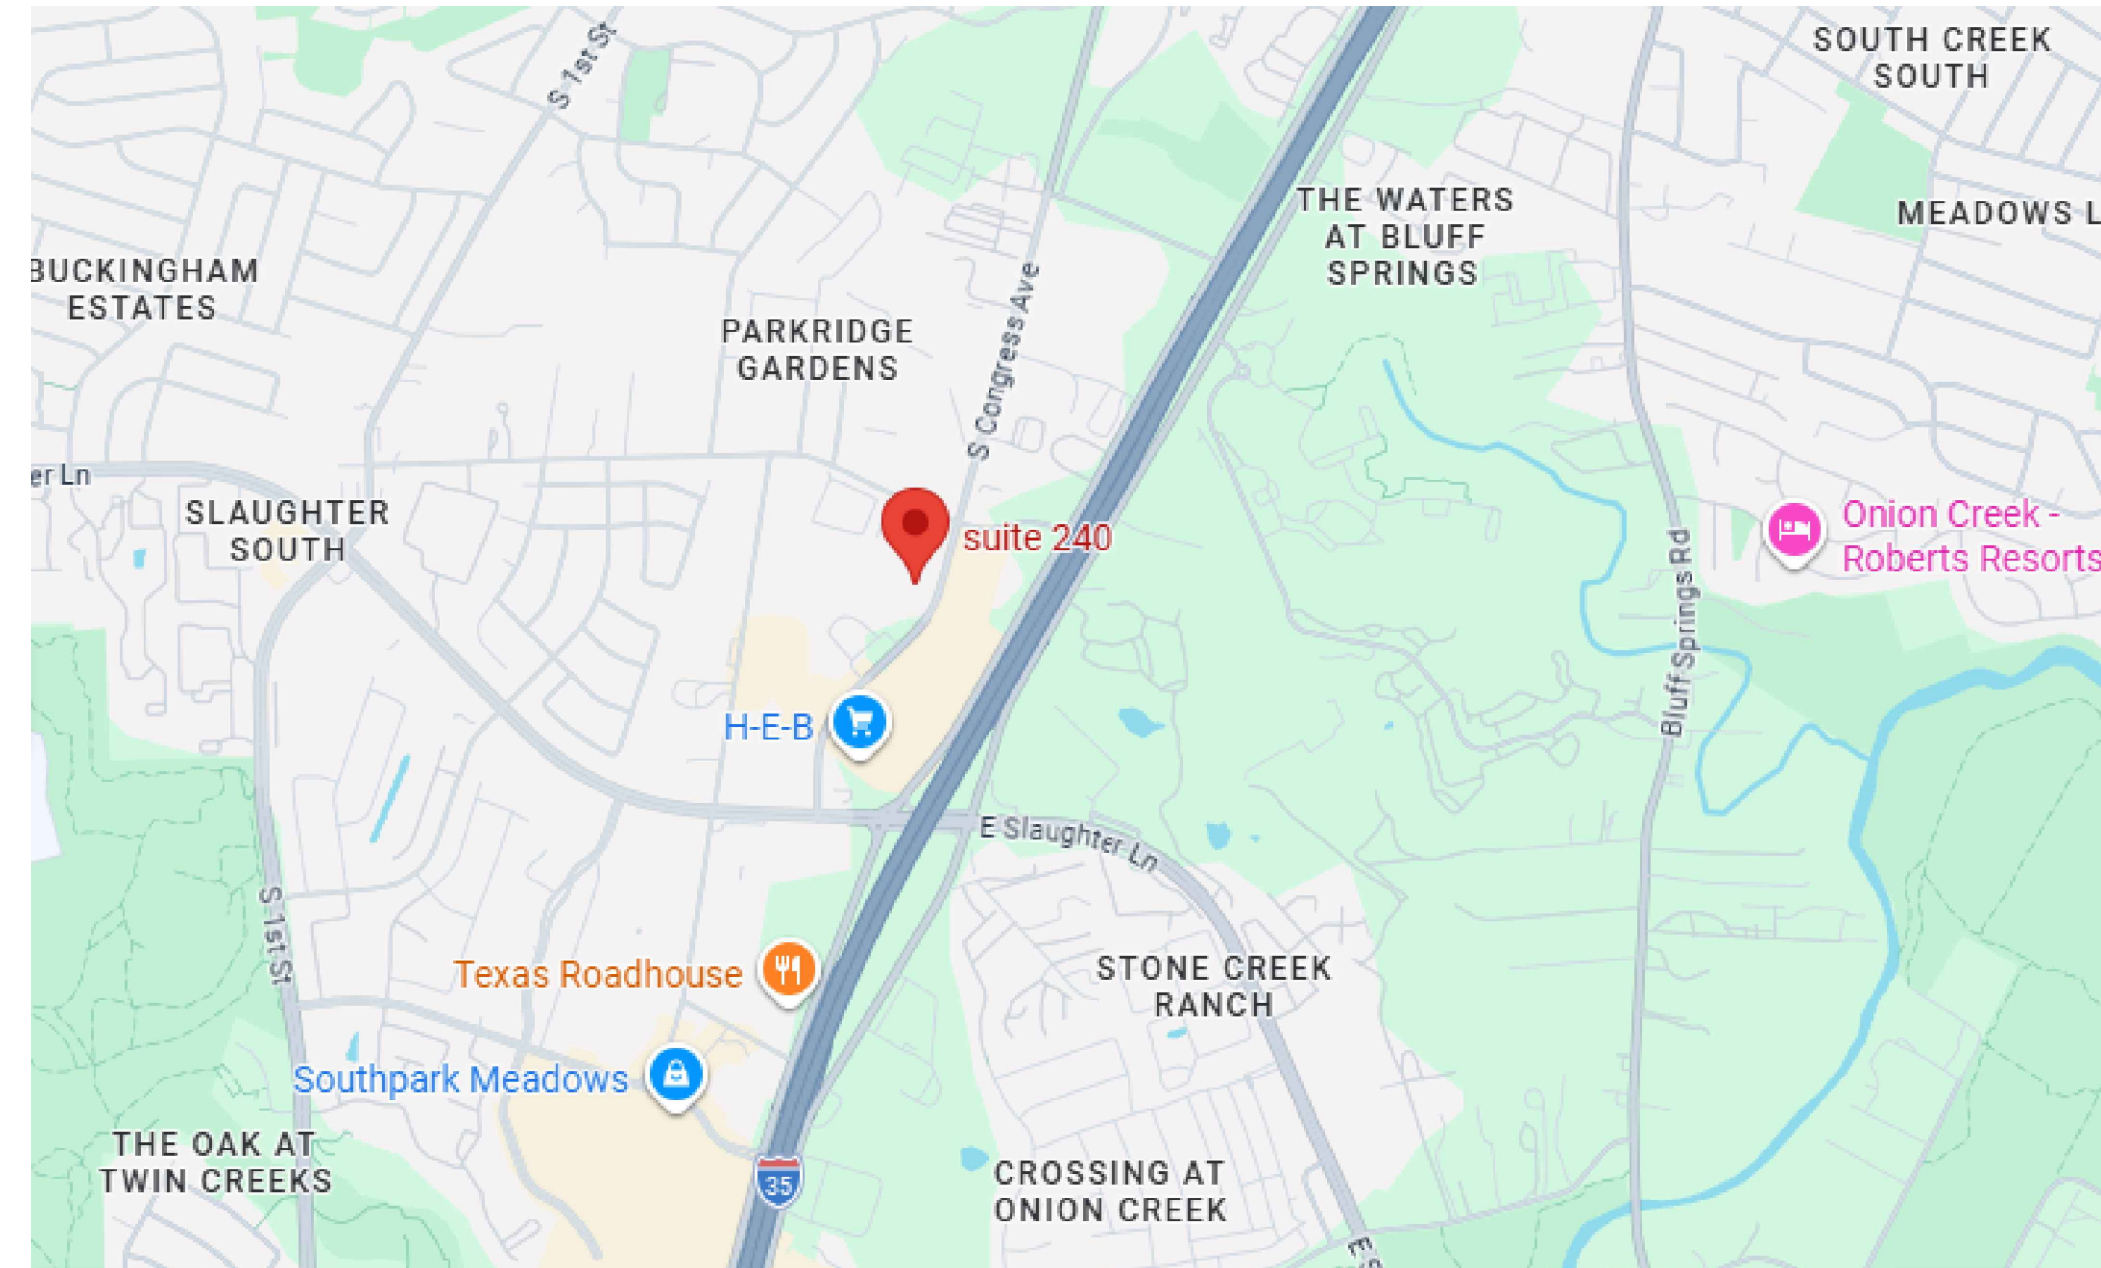 S 1st St
SOUTH CREEK
SOUTH
THE WATERS
AT BLUFF
SPRINGS
MEADOWS L
BUCKINGHAM
ESTATES
PARKRIDGE
GARDENS
S Congress Ave
er Ln
SLAUGHTER
SOUTH
suite 240
Onion Creek -
Roberts Resorts
Bluff Springs Rd
H-E-B
E Slaughter Ln
S 1st St
Texas Roadhouse
STONE CREEK
RANCH
Southpark Meadows
THE OAK AT
TWIN CREEKS
35
CROSSING AT
ONION CREEK
E S